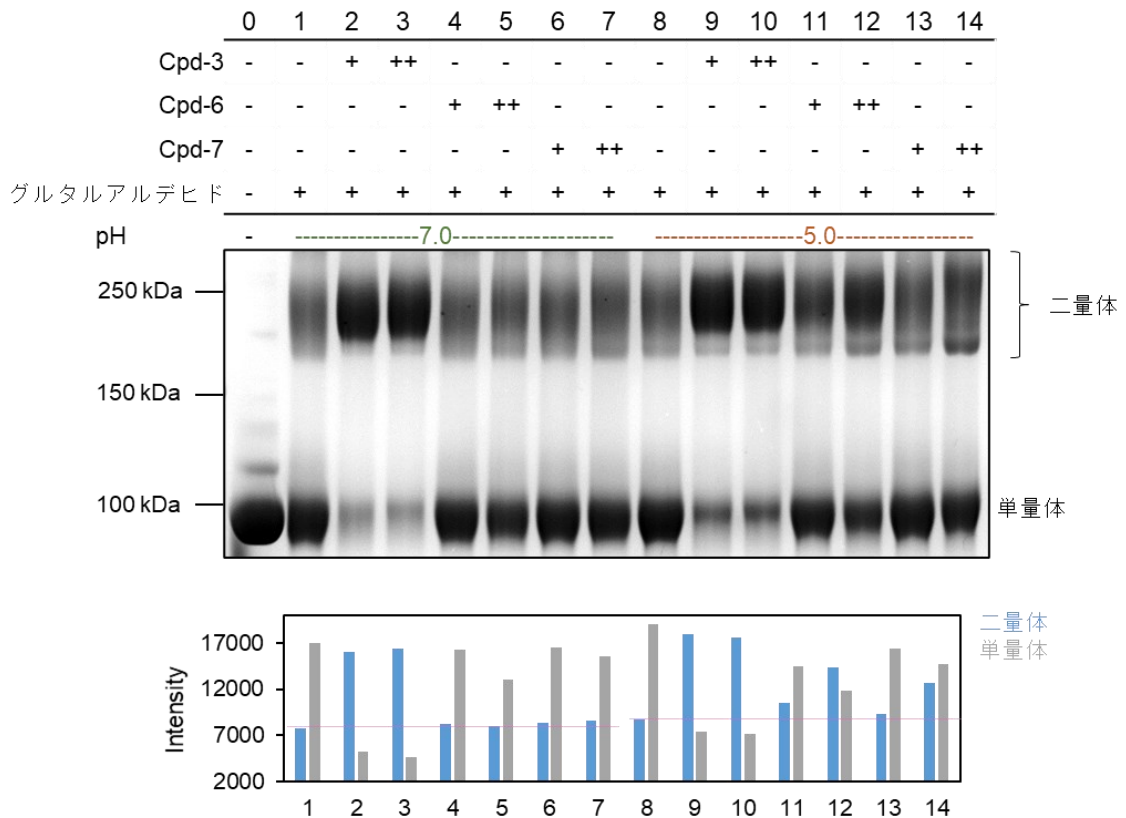 0 1 2 3 4 5 6 7 8 9 10 11 12 13 14
Cpd-3 - - + ++ - - - - - + ++ - - - -
Cpd-6 - - - - + ++ - - - - - + ++ - -
Cpd-7 - - - - - - + ++ - - - - - + ++
グルタルアルデヒド - + + + + + + + + + + + + + +
pH - -----------------7.0---------------------- --------------------5.0-------------------
250 kDa
二量体
150 kDa
100 kDa
単量体
二量体
単量体
17000
12000
7000
2000
Intensity
1 2 3 4 5 6 7 8 9 10 11 12 13 14